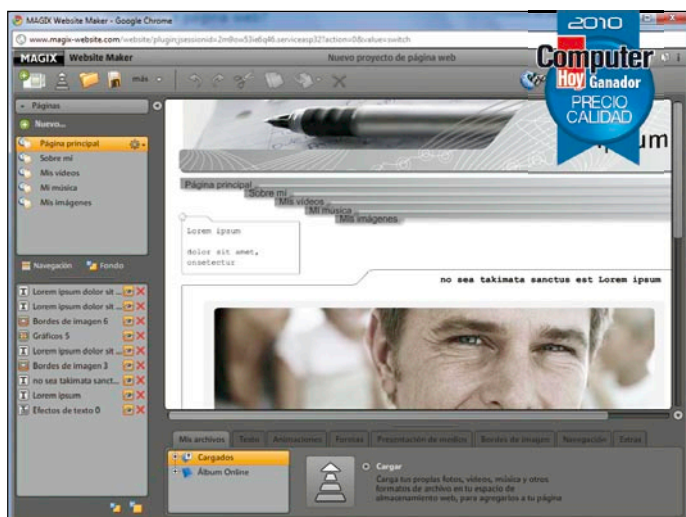 MAGIX Website Maker - Google Chrome
www.magix-website.com/website/plugin;jsessionid=2m9ow53ie6q46.serviceasp32?action=0&value=switch
MAGIX Website Maker
Nuevo proyecto de página web
más
2010
Computer
Hoy Ganador
PRECIO
CALIDAD
Páginas
Nuevo...
Página principal
Sobre mí
Mis vídeos
Mi música
Mis imágenes
Navegación
Fondo
Lorem ipsum dolor sit ...
Lorem ipsum dolor sit ...
Bordes de imagen 6
Gráficos 5
Lorem ipsum dolor sit ...
Bordes de imagen 3
no sea takimata sanct...
Lorem ipsum
Efectos de texto 0
Página principal
Sobre mí
Mis vídeos
Mi música
Mis imágenes
Lorem ipsum
dolor sit amet,
onsetectur
no sea takimata sanctus est Lorem ipsum
Mis archivos Texto Animaciones Formas Presentación de medios Bordes de imagen Navegación Extras
Cargados
Álbum Online
Cargar
Carga tus propias fotos, vídeos, música y otros
formatos de archivo en tu espacio de
almacenamiento web, para agregarlos a tu página